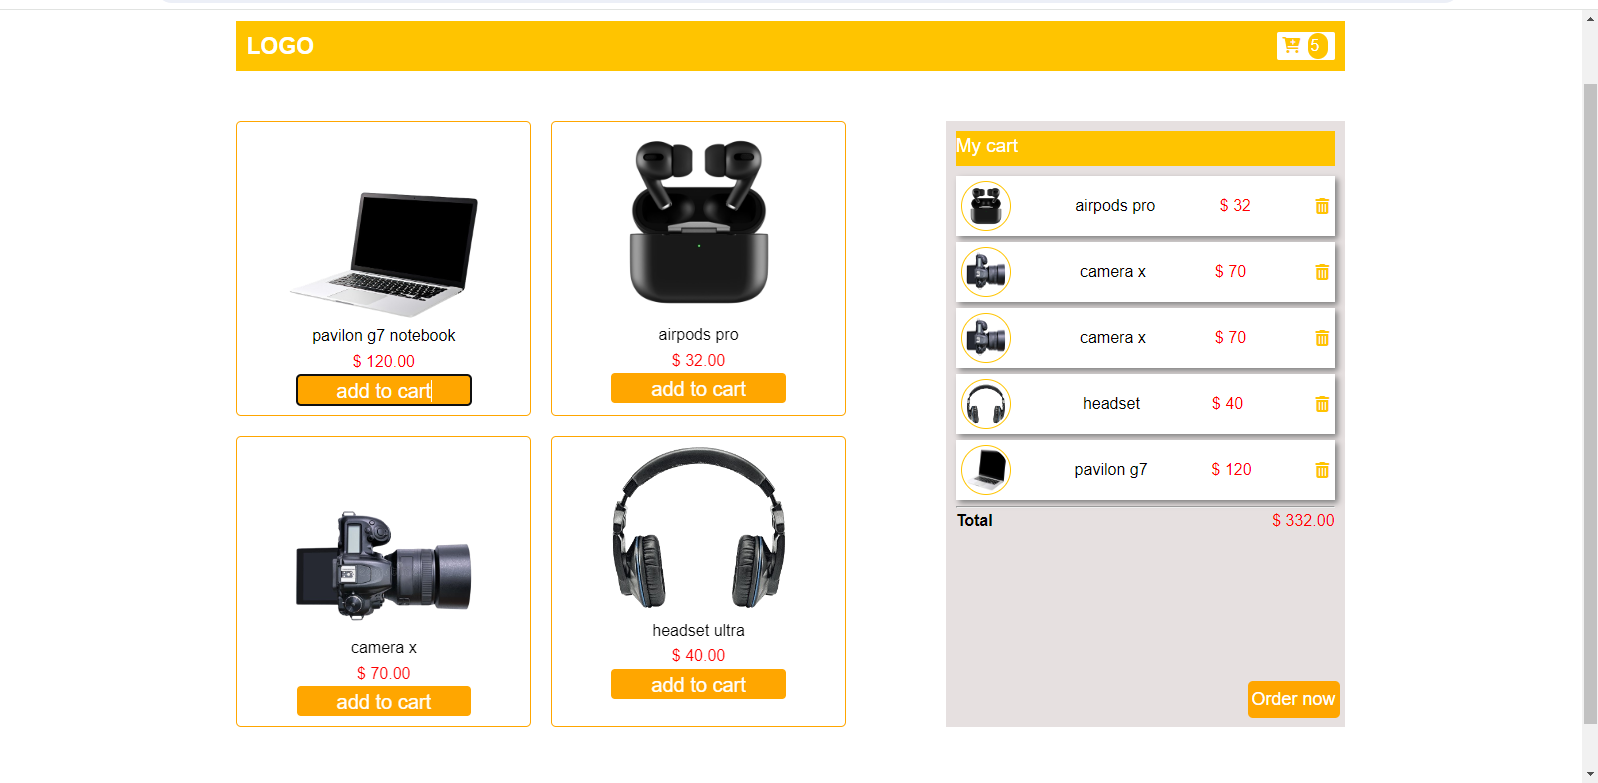 LOGO
5
pavilon g7 notebook
$ 120.00
add to cart
airpods pro
$ 32.00
add to cart
camera x
$ 70.00
add to cart
headset ultra
$ 40.00
add to cart
My cart
airpods pro $ 32
camera x $ 70
camera x $ 70
headset $ 40
pavilon g7 $ 120
Total $ 332.00
Order now